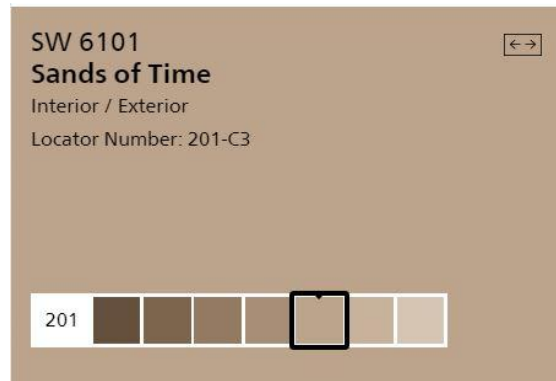 SW 6101
Sands of Time
Interior / Exterior
Locator Number: 201-C3
201